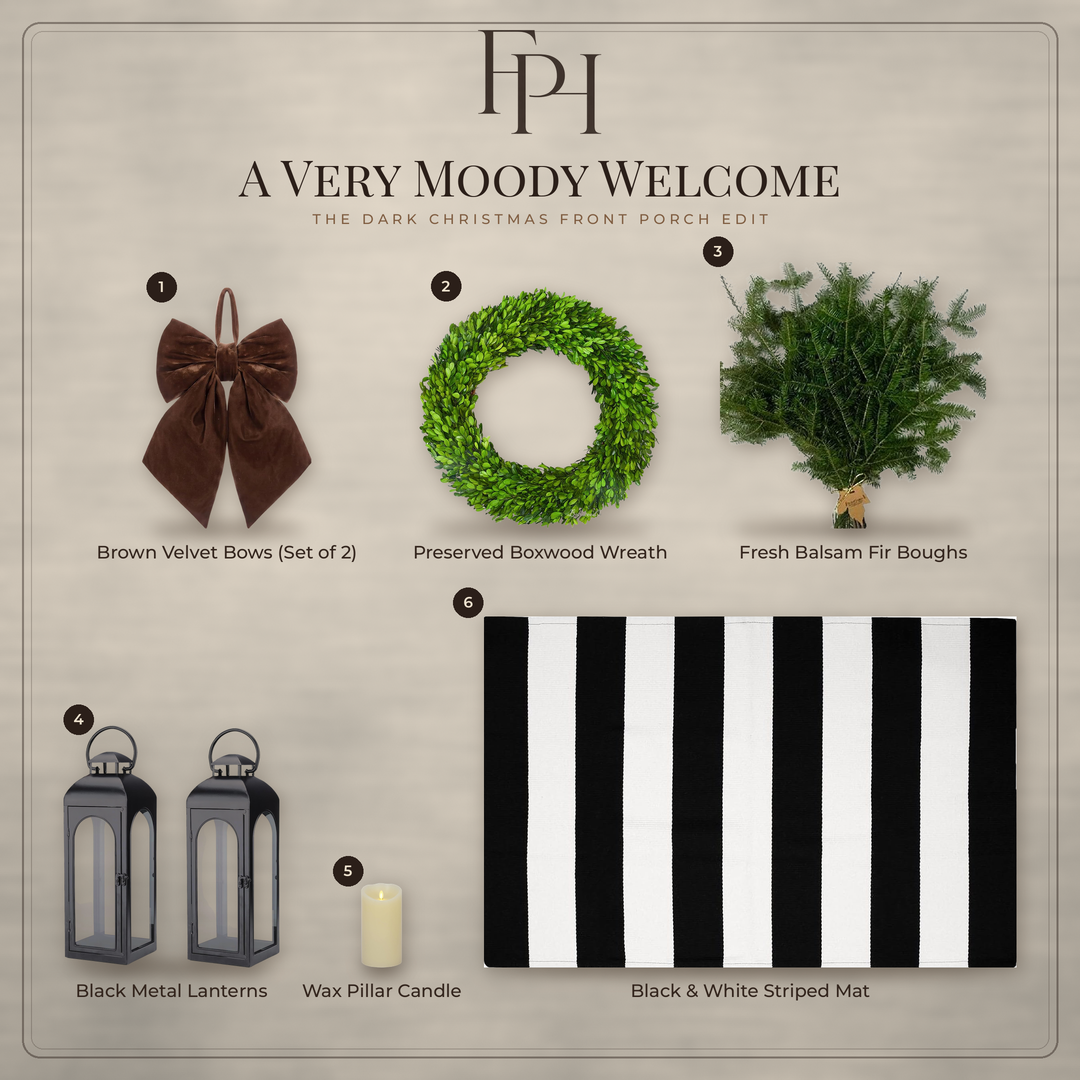 FPH
A VERY MOODY WELCOME
THE DARK CHRISTMAS FRONT PORCH EDIT
1
2
3
Brown Velvet Bows (Set of 2)
Preserved Boxwood Wreath
Fresh Balsam Fir Boughs
6
4
5
Black Metal Lanterns
Wax Pillar Candle
Black & White Striped Mat